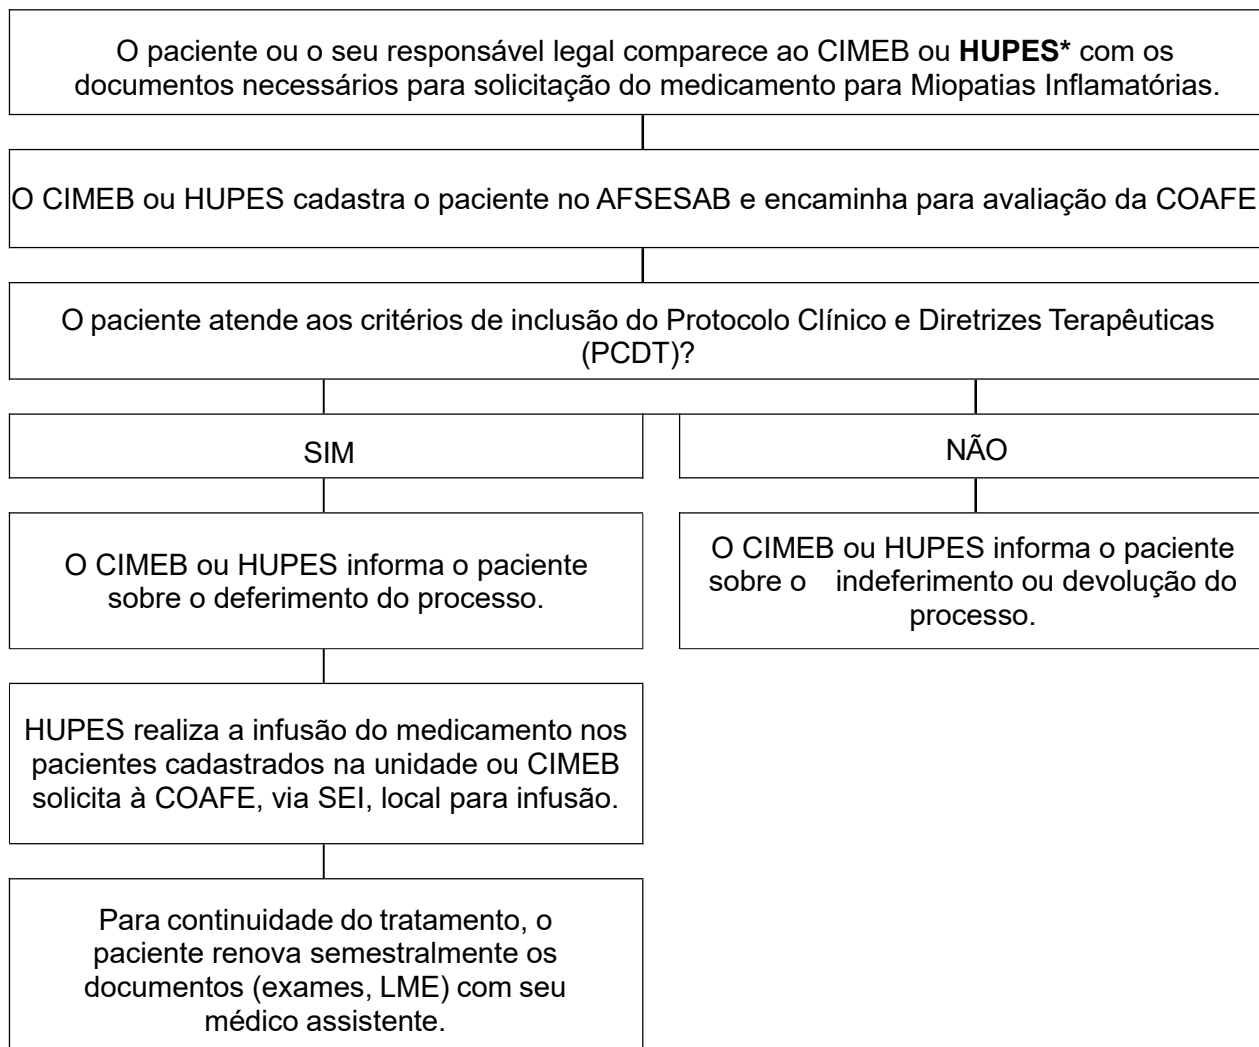 O paciente ou o seu responsável legal comparece ao CIMEB ou HUPES* com os
documentos necessários para solicitação do medicamento para Miopatias Inflamatórias.
O CIMEB ou HUPES cadastra o paciente no AFSESAB e encaminha para avaliação da COAFE
O paciente atende aos critérios de inclusão do Protocolo Clínico e Diretrizes Terapêuticas
(PCDT)?
SIM
NÃO
O CIMEB ou HUPES informa o paciente
sobre o deferimento do processo.
O CIMEB ou HUPES informa o paciente
sobre o indeferimento ou devolução do
processo.
HUPES realiza a infusão do medicamento nos
pacientes cadastrados na unidade ou CIMEB
solicita à COAFE, via SEI, local para infusão.
Para continuidade do tratamento, o
paciente renova semestralmente os
documentos (exames, LME) com seu
médico assistente.